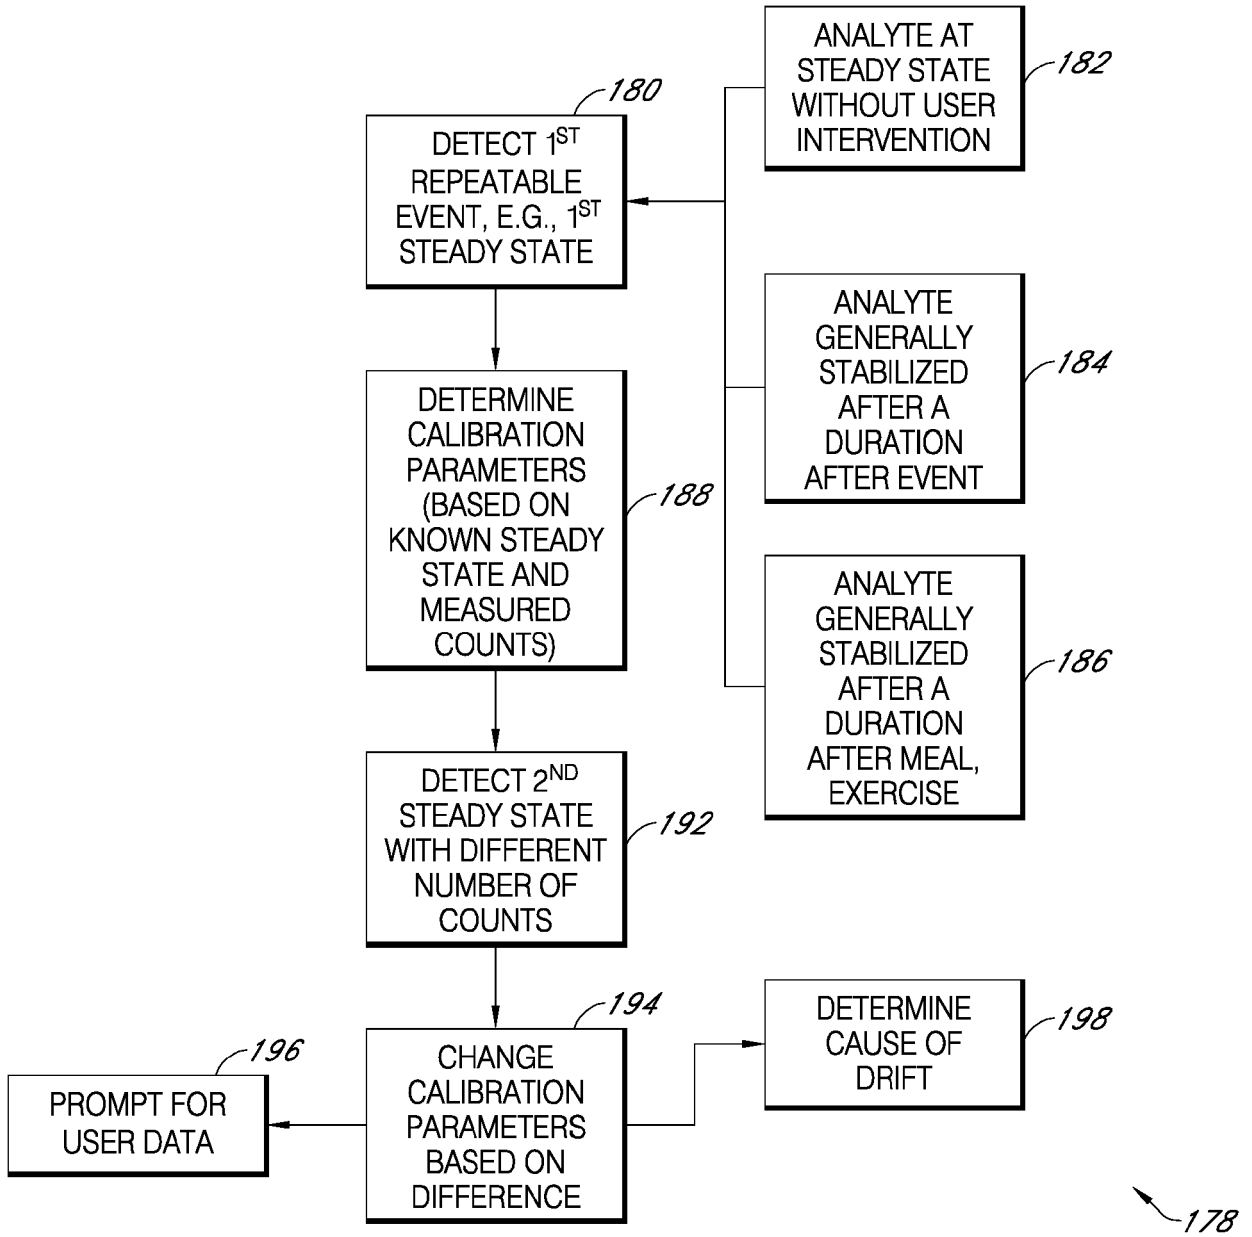 180
DETECT 1ST
REPEATABLE
EVENT, E.G., 1ST
STEADY STATE
182
ANALYTE AT
STEADY STATE
WITHOUT USER
INTERVENTION
184
ANALYTE
GENERALLY
STABILIZED
AFTER A
DURATION
AFTER EVENT
188
DETERMINE
CALIBRATION
PARAMETERS
(BASED ON
KNOWN STEADY
STATE AND
MEASURED
COUNTS)
186
ANALYTE
GENERALLY
STABILIZED
AFTER A
DURATION
AFTER MEAL,
EXERCISE
192
DETECT 2ND
STEADY STATE
WITH DIFFERENT
NUMBER OF
COUNTS
194
CHANGE
CALIBRATION
PARAMETERS
BASED ON
DIFFERENCE
196
PROMPT FOR
USER DATA
198
DETERMINE
CAUSE OF
DRIFT
178